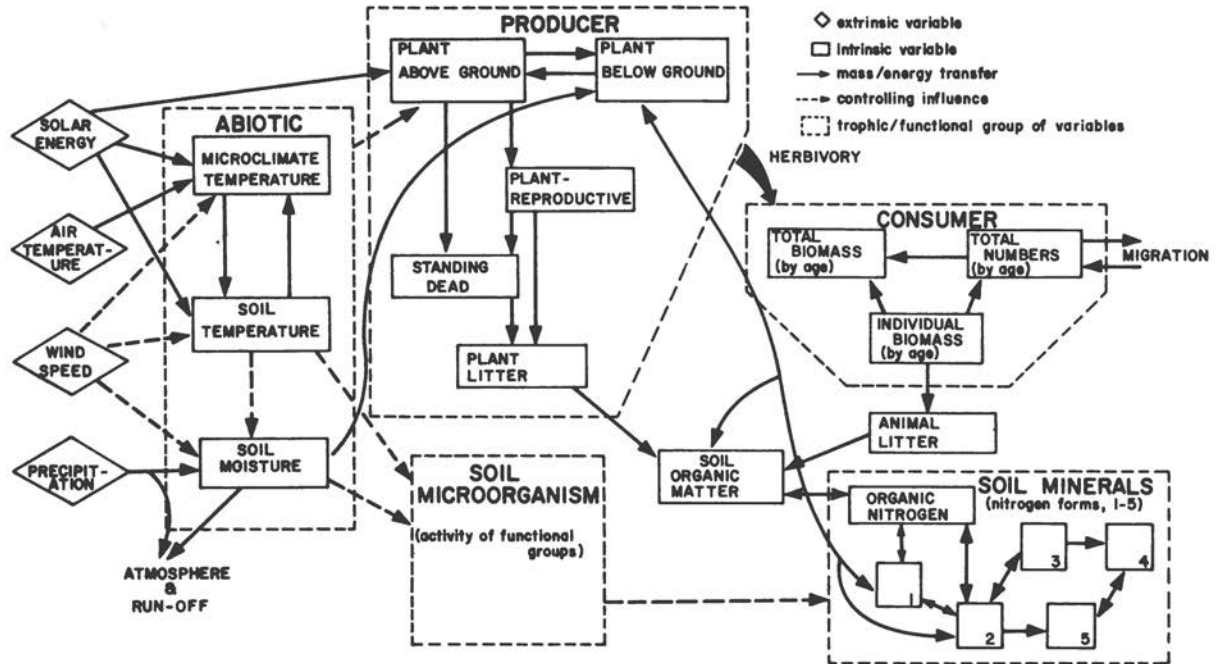 PRODUCER
PLANT
ABOVE GROUND
PLANT
BELOW GROUND
PLANT-
REPRODUCTIVE
STANDING
DEAD
PLANT
LITTER
extrinsic variable
intrinsic variable
mass/energy transfer
controlling influence
trophic/functional group of variables
SOLAR
ENERGY
AIR
TEMPERAT-
URE
WIND
SPEED
PRECIPIT-
ATION
ABIOTIC
MICROCLIMATE
TEMPERATURE
SOIL
TEMPERATURE
SOIL
MOISTURE
ATMOSPHERE
&
RUN-OFF
HERBIVORY
CONSUMER
TOTAL
BIOMASS
(by age)
TOTAL
NUMBERS
(by age)
MIGRATION
INDIVIDUAL
BIOMASS
(by age)
ANIMAL
LITTER
SOIL
MICROORGANISM
(activity of functional
groups)
SOIL
ORGANIC
MATTER
SOIL MINERALS
(nitrogen forms, 1-5)
ORGANIC
NITROGEN
1
2
3
4
5